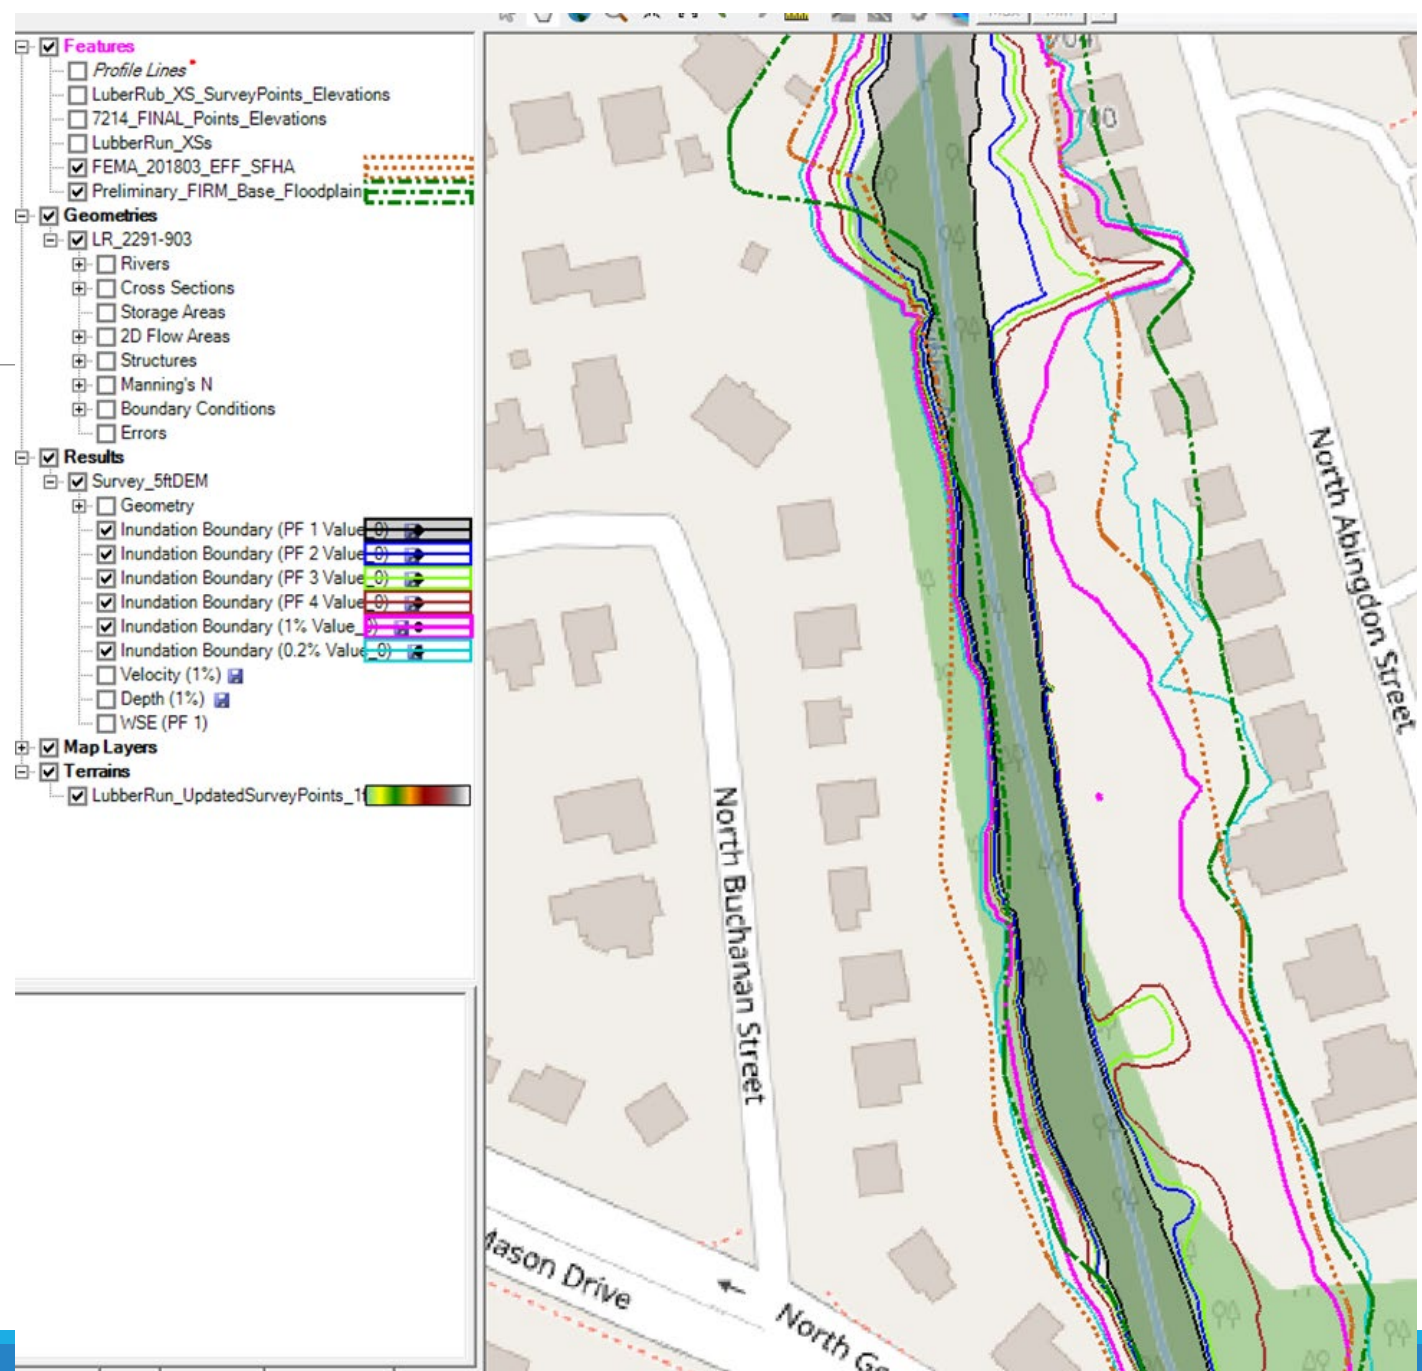 Features
Profile Lines
LuberRub_XS_SurveyPoints_Elevations
7214_FINAL_Points_Elevations
LubberRun_XSs
FEMA_201803_EFF_SFHA
Preliminary_FIRM_Base_Floodplain
Geometries
LR_2291-903
Rivers
Cross Sections
Storage Areas
2D Flow Areas
Structures
Manning's N
Boundary Conditions
Errors
Results
Survey_5ftDEM
Geometry
Inundation Boundary (PF 1 Value_0)
Inundation Boundary (PF 2 Value_0)
Inundation Boundary (PF 3 Value_0)
Inundation Boundary (PF 4 Value_0)
Inundation Boundary (1% Value_0)
Inundation Boundary (0.2% Value_0)
Velocity (1%)
Depth (1%)
WSE (PF 1)
Map Layers
Terrains
LubberRun_UpdatedSurveyPoints_1
704
700
North Abingdon Street
North Buchanan Street
Mason Drive
North Ge